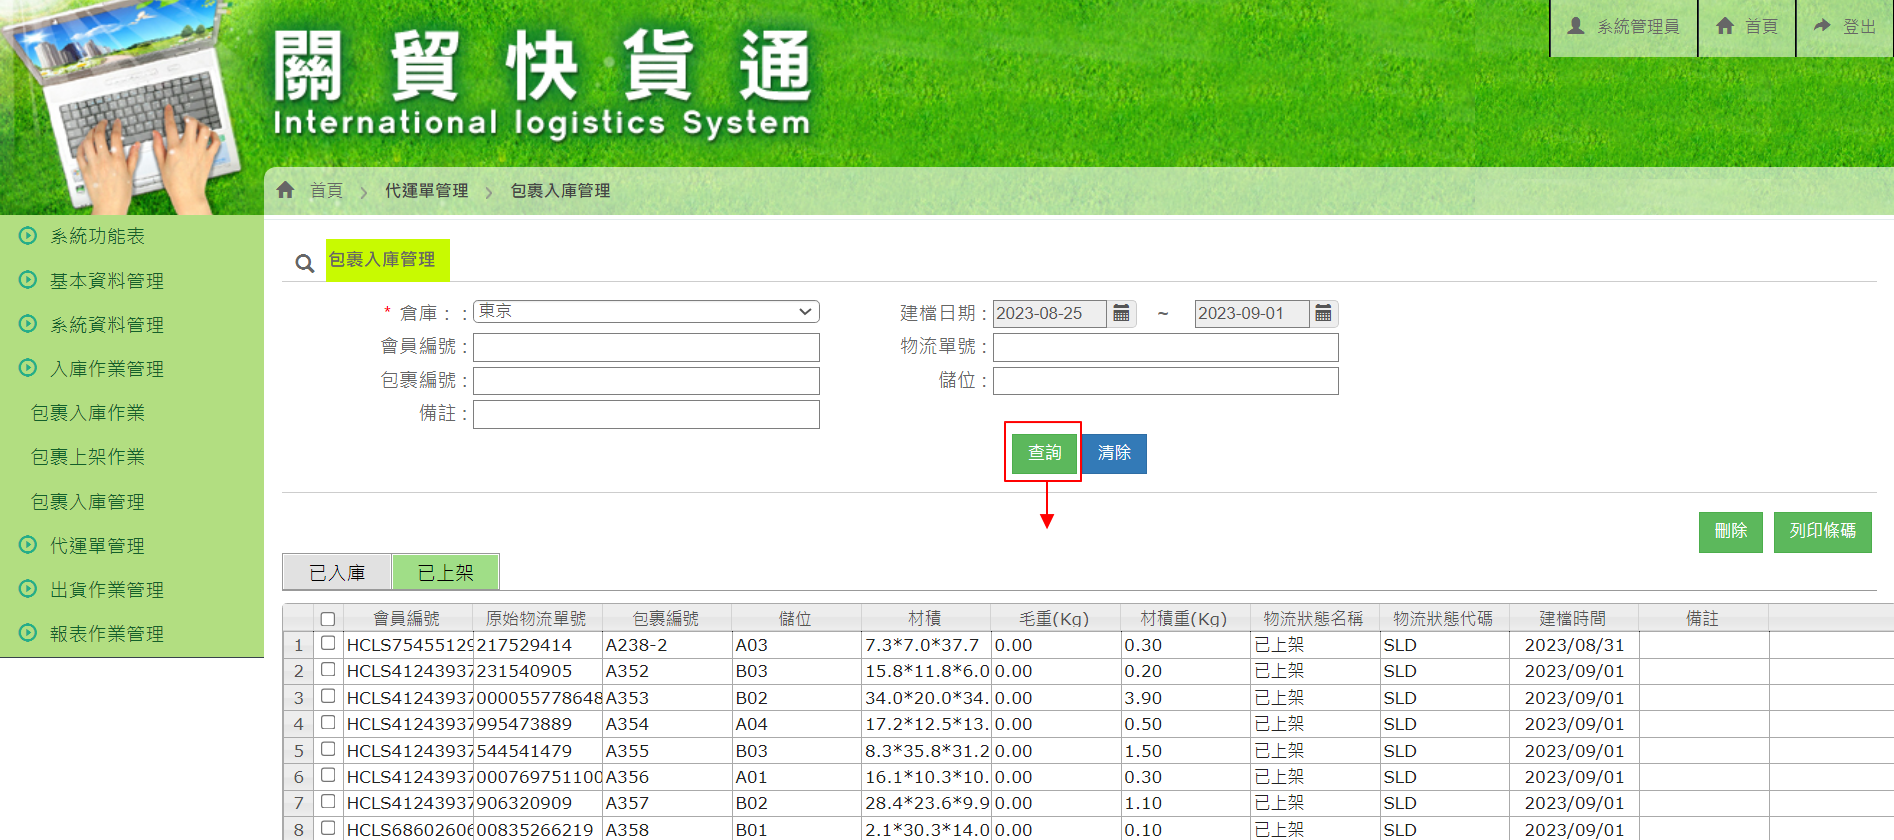 關貿快貨通
International logistics System
系統管理員 首頁 登出
首頁 代運單管理 包裹入庫管理
系統功能表
基本資料管理
系統資料管理
入庫作業管理
包裹入庫作業
包裹上架作業
包裹入庫管理
代運單管理
出貨作業管理
報表作業管理
包裹入庫管理
* 倉庫：: 東京 建檔日期 : 2023-08-25 ~ 2023-09-01
會員編號 : 物流單號 :
包裹編號 : 儲位 :
備註 :
查詢 清除
刪除 列印條碼
已入庫 已上架
會員編號 原始物流單號 包裹編號 儲位 材積 毛重(Kg) 材積重(Kg) 物流狀態名稱 物流狀態代碼 建檔時間 備註
1 HCLS75455129 217529414 A238-2 A03 7.3*7.0*37.7 0.00 0.30 已上架 SLD 2023/08/31
2 HCLS41243937 231540905 A352 B03 15.8*11.8*6.0 0.00 0.20 已上架 SLD 2023/09/01
3 HCLS41243937 000055778648 A353 B02 34.0*20.0*34. 0.00 3.90 已上架 SLD 2023/09/01
4 HCLS41243937 995473889 A354 A04 17.2*12.5*13. 0.00 0.50 已上架 SLD 2023/09/01
5 HCLS41243937 544541479 A355 B03 8.3*35.8*31.2 0.00 1.50 已上架 SLD 2023/09/01
6 HCLS41243937 000769751100 A356 A01 16.1*10.3*10. 0.00 0.30 已上架 SLD 2023/09/01
7 HCLS41243937 906320909 A357 B02 28.4*23.6*9.9 0.00 1.10 已上架 SLD 2023/09/01
8 HCLS68602606 00835266219 A358 B01 2.1*30.3*14.0 0.00 0.10 已上架 SLD 2023/09/01